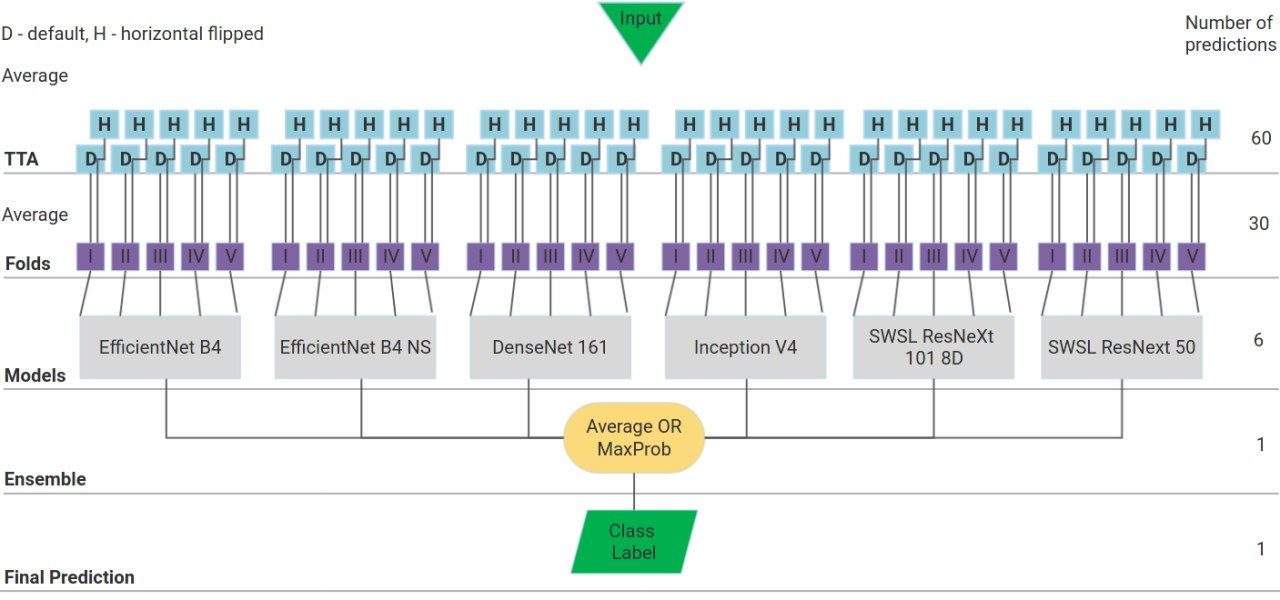 Input
Number of
predictions
D - default, H - horizontal flipped
Average
H H H H H H H H H H H H H H H H H H H H H H H H H H H H H H
60
TTA D D D D D D D D D D D D D D D D D D D D D D D D D D D D D D
Average
30
Folds I II III IV V I II III IV V I II III IV V I II III IV V I II III IV V I II III IV V
EfficientNet B4
EfficientNet B4 NS
DenseNet 161
Inception V4
SWSL ResNeXt
101 8D
SWSL ResNext 50
6
Models
Average OR
MaxProb
1
Ensemble
Class
Label
1
Final Prediction